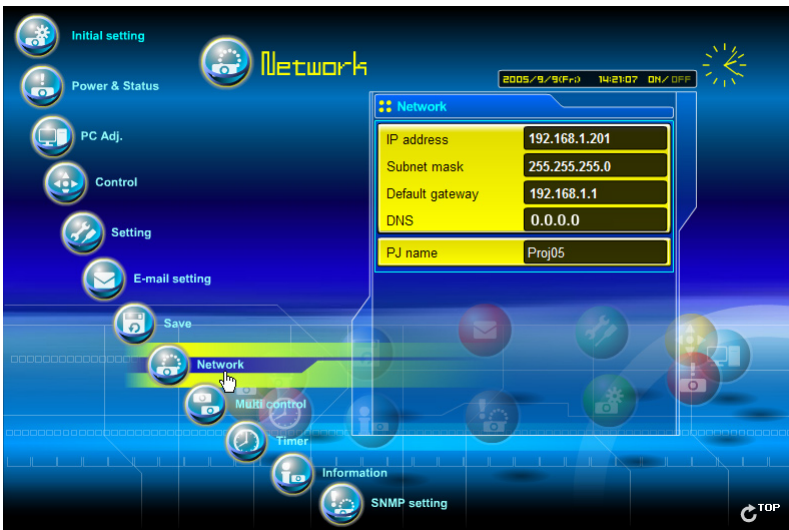 Initial setting
Network
Power & Status
2005/9/9(Fri) 14:21:07 ON/OFF
Network
PC Adj.
IP address 192.168.1.201
Subnet mask 255.255.255.0
Control
Default gateway 192.168.1.1
DNS 0.0.0.0
Setting
PJ name Proj05
E-mail setting
Save
Network
Multi control
Timer
Information
SNMP setting
TOP